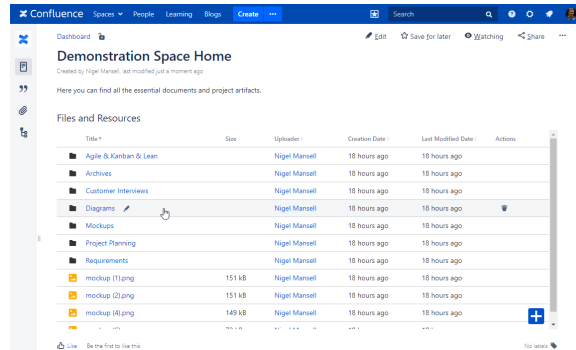 Confluence Spaces People Learning Blogs Create ••• Search
Dashboard Edit Save for later Watching Share •••
Demonstration Space Home
Created by Nigel Mansell, last modified just a moment ago
Here you can find all the essential documents and project artifacts.
Files and Resources
Title Size Uploader Creation Date Last Modified Date Actions
Agile & Kanban & Lean Nigel Mansell 18 hours ago 18 hours ago
Archives Nigel Mansell 18 hours ago 18 hours ago
Customer Interviews Nigel Mansell 18 hours ago 18 hours ago
Diagrams Nigel Mansell 18 hours ago 18 hours ago
Mockups Nigel Mansell 18 hours ago 18 hours ago
Project Planning Nigel Mansell 18 hours ago 18 hours ago
Requirements Nigel Mansell 18 hours ago 18 hours ago
mockup (1).png 151 kB Nigel Mansell 18 hours ago 18 hours ago
mockup (2).png 151 kB Nigel Mansell 18 hours ago 18 hours ago
mockup (4).png 149 kB Nigel Mansell 18 hours ago 18 hours ago
Like Be the first to like this No labels